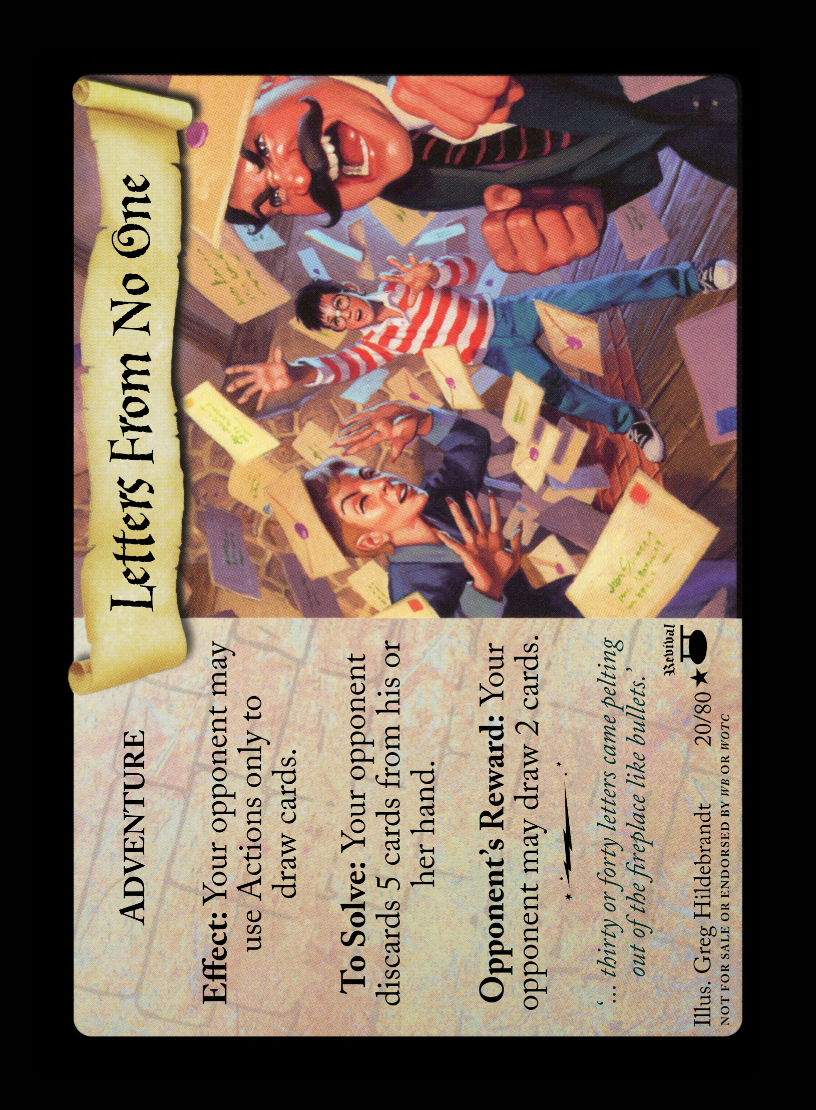 Letters From No One
ADVENTURE
Effect: Your opponent may
use Actions only to
draw cards.
To Solve: Your opponent
discards 5 cards from his or
her hand.
Opponent's Reward: Your
opponent may draw 2 cards.
'... thirty or forty letters came pelting
out of the fireplace like bullets.'
Revival
Illus. Greg Hildebrandt 20/80 ★
NOT FOR SALE OR ENDORSED BY WB OR WOTC